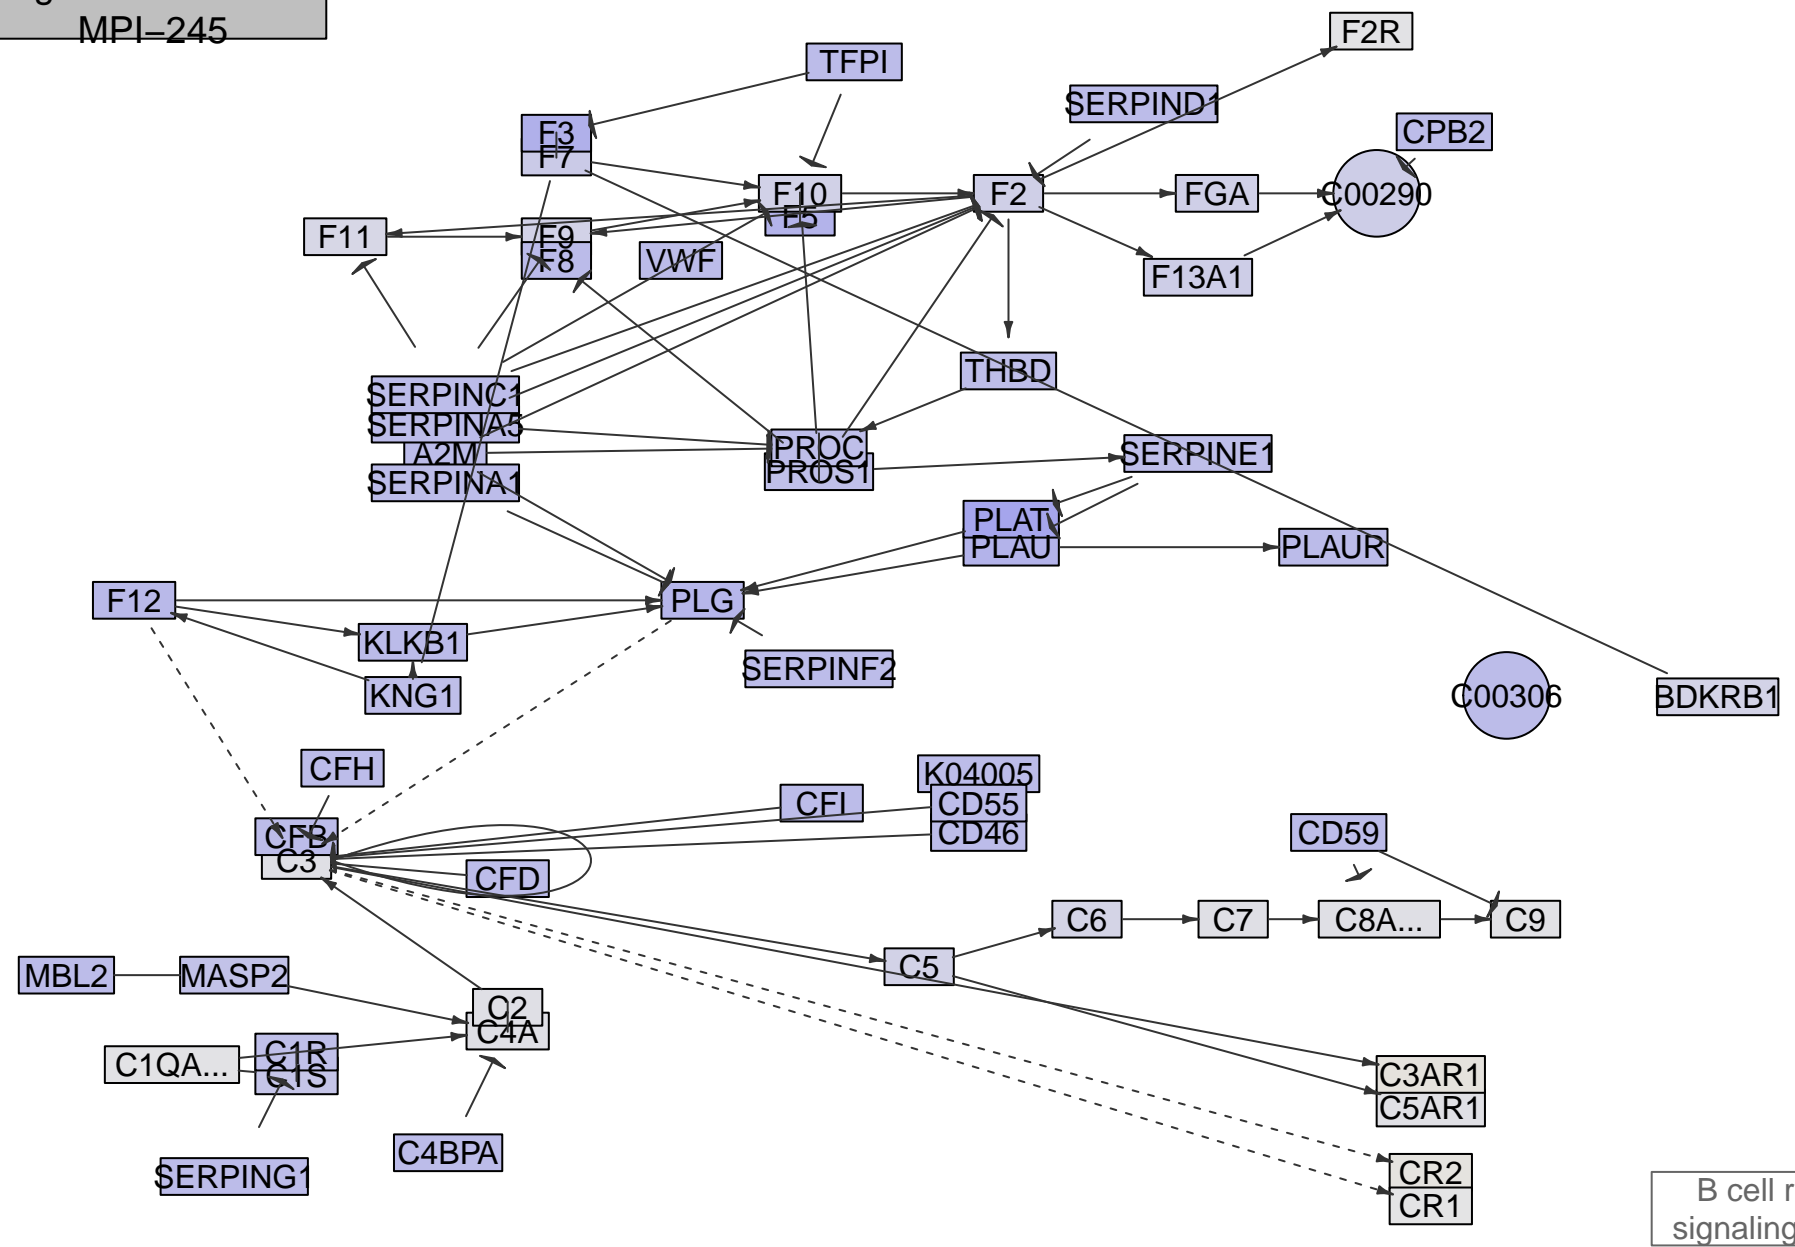 MPI–245
F2R
TFPI
SERPIND1
CPB2
F3
F7
F10
F5
F2
FGA
C00290
F11
F9
F8
VWF
F13A1
THBD
SERPINC1
SERPINA5
A2M
SERPINA1
PROC
PROS1
SERPINE1
PLAT
PLAU
PLAUR
F12
PLG
KLKB1
KNG1
SERPINF2
C00306
BDKRB1
CFH
K04005
CFI
CD55
CD46
CFB
C3
CD59
CFD
C6
C7
C8A...
C9
C5
MBL2
MASP2
C2
C4A
C1QA...
C1R
C1S
C3AR1
C5AR1
C4BPA
SERPING1
CR2
CR1
B cell r
signaling